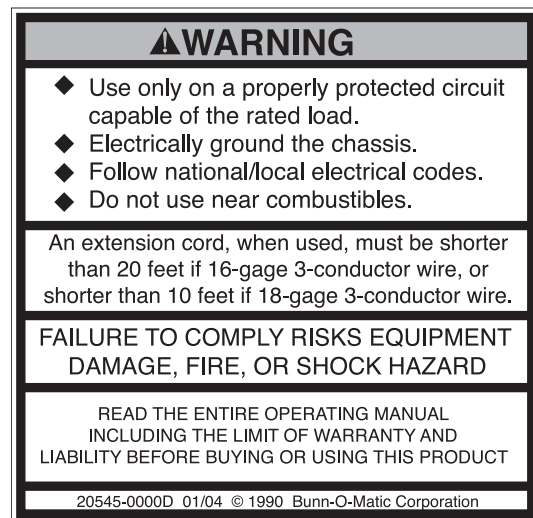 ⚠WARNING
◆ Use only on a properly protected circuit
capable of the rated load.
◆ Electrically ground the chassis.
◆ Follow national/local electrical codes.
◆ Do not use near combustibles.
An extension cord, when used, must be shorter
than 20 feet if 16-gage 3-conductor wire, or
shorter than 10 feet if 18-gage 3-conductor wire.
FAILURE TO COMPLY RISKS EQUIPMENT
DAMAGE, FIRE, OR SHOCK HAZARD
READ THE ENTIRE OPERATING MANUAL
INCLUDING THE LIMIT OF WARRANTY AND
LIABILITY BEFORE BUYING OR USING THIS PRODUCT
20545-0000D 01/04 © 1990 Bunn-O-Matic Corporation